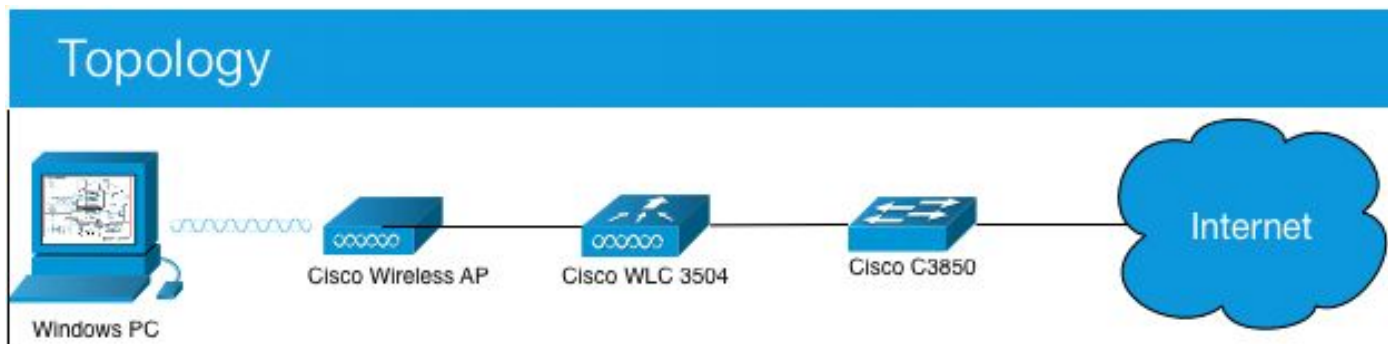 Topology
Internet
Cisco Wireless AP
Cisco WLC 3504
Cisco C3850
Windows PC